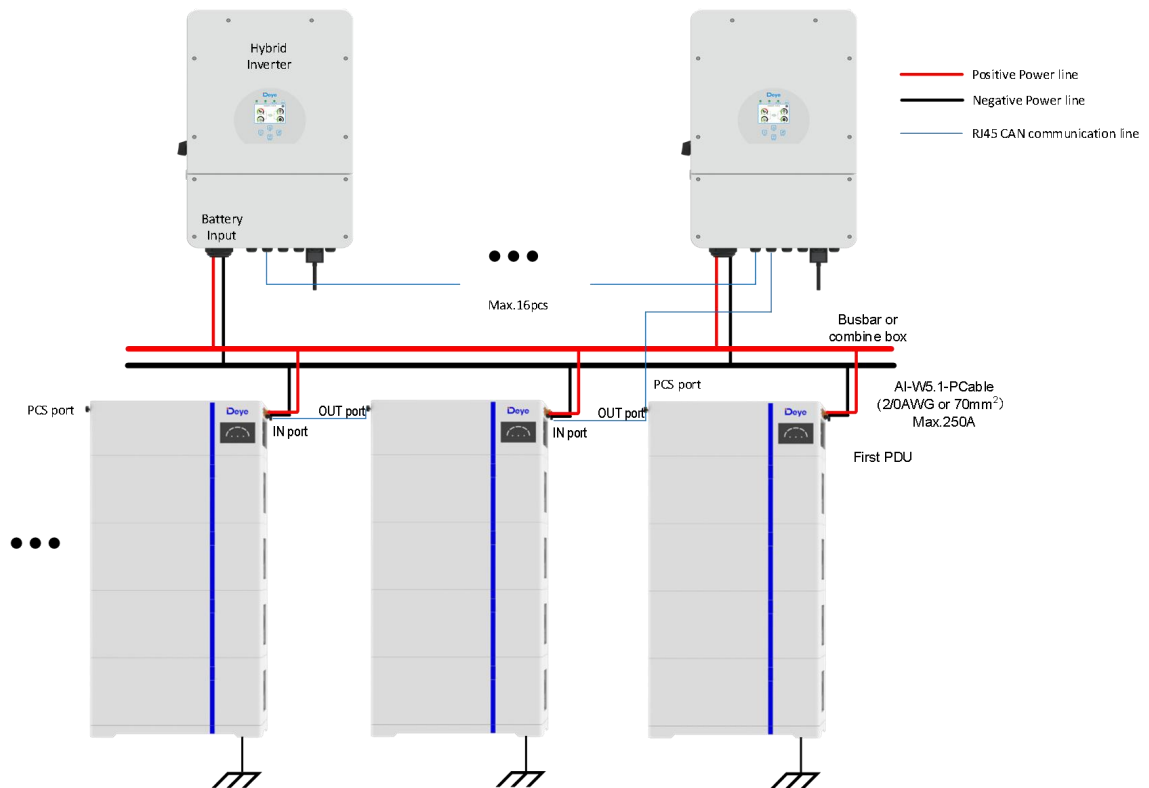 Hybrid
Inverter
Deye
Deye
Positive Power line
Negative Power line
RJ45 CAN communication line
Battery
Input
Max.16pcs
Busbar or
combine box
PCS port
AI-W5.1-PCable
（2/0AWG or 70mm²）
Max.250A
PCS port
OUT port
IN port
OUT port
IN port
Deye
Deye
Deye
First PDU